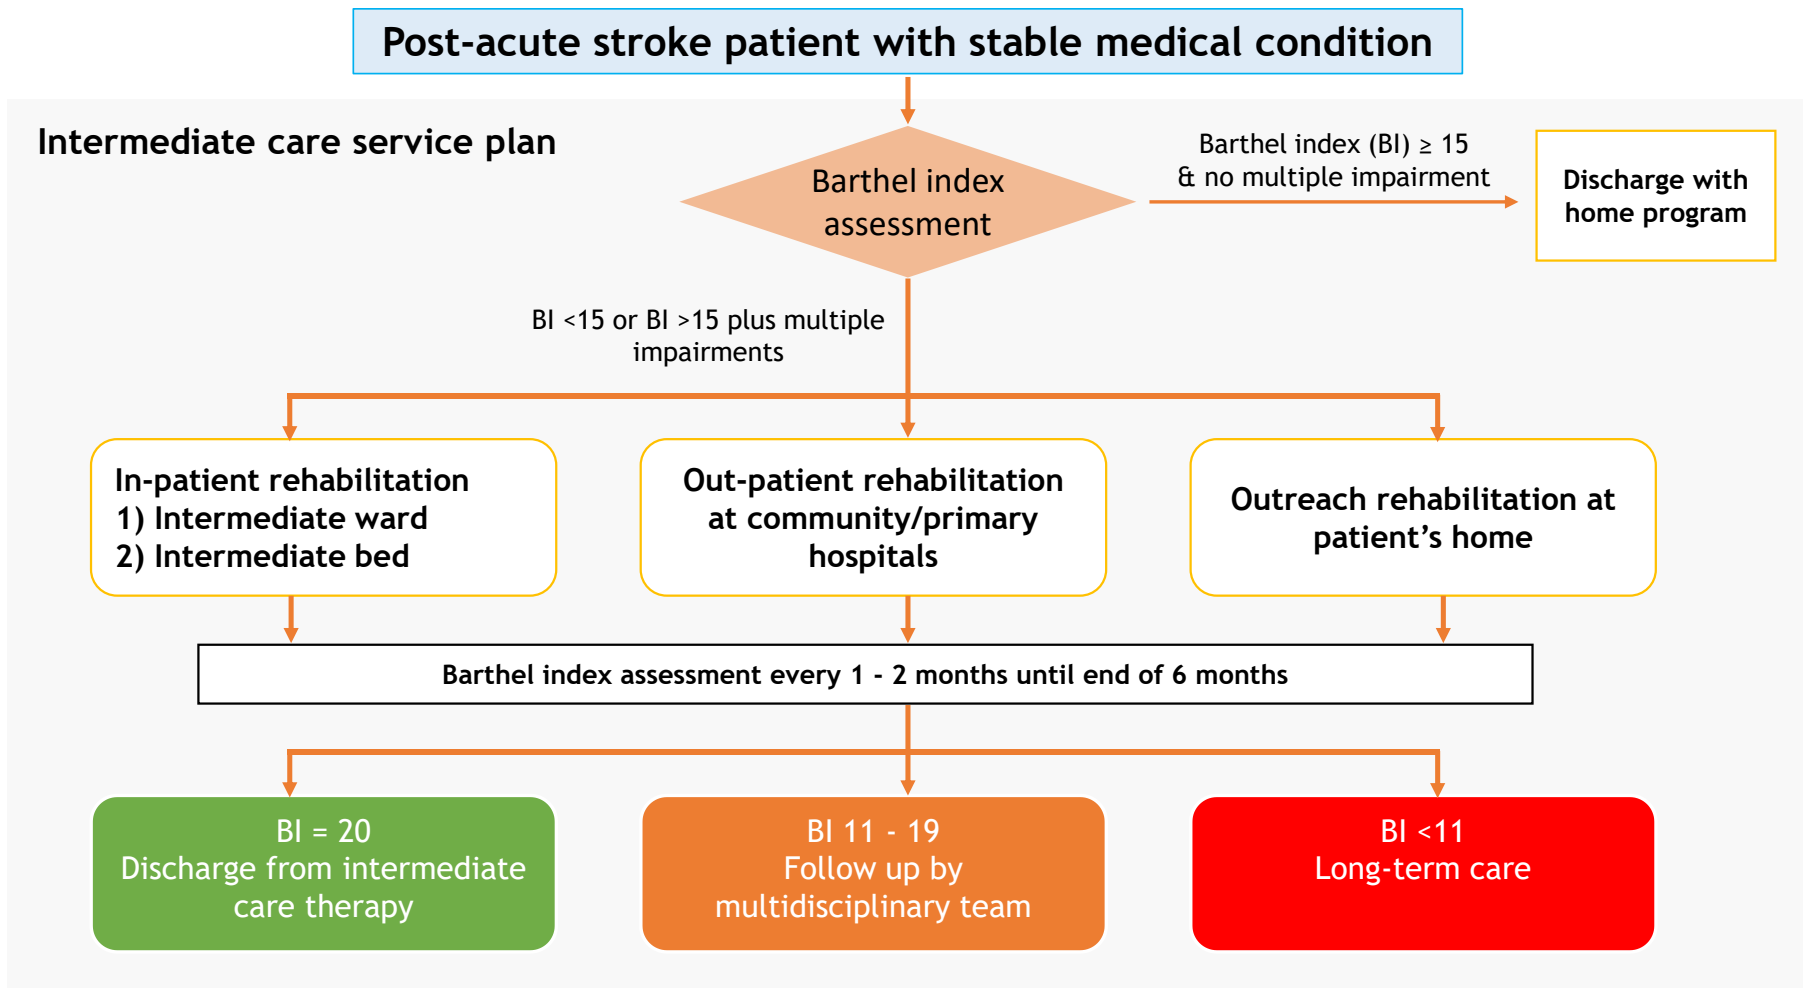 Post-acute stroke patient with stable medical condition
Intermediate care service plan
Barthel index
assessment
Barthel index (BI) ≥ 15
& no multiple impairment
Discharge with
home program
BI <15 or BI >15 plus multiple
impairments
In-patient rehabilitation
1) Intermediate ward
2) Intermediate bed
Out-patient rehabilitation
at community/primary
hospitals
Outreach rehabilitation at
patient’s home
Barthel index assessment every 1 - 2 months until end of 6 months
BI = 20
Discharge from intermediate
care therapy
BI 11 - 19
Follow up by
multidisciplinary team
BI <11
Long-term care